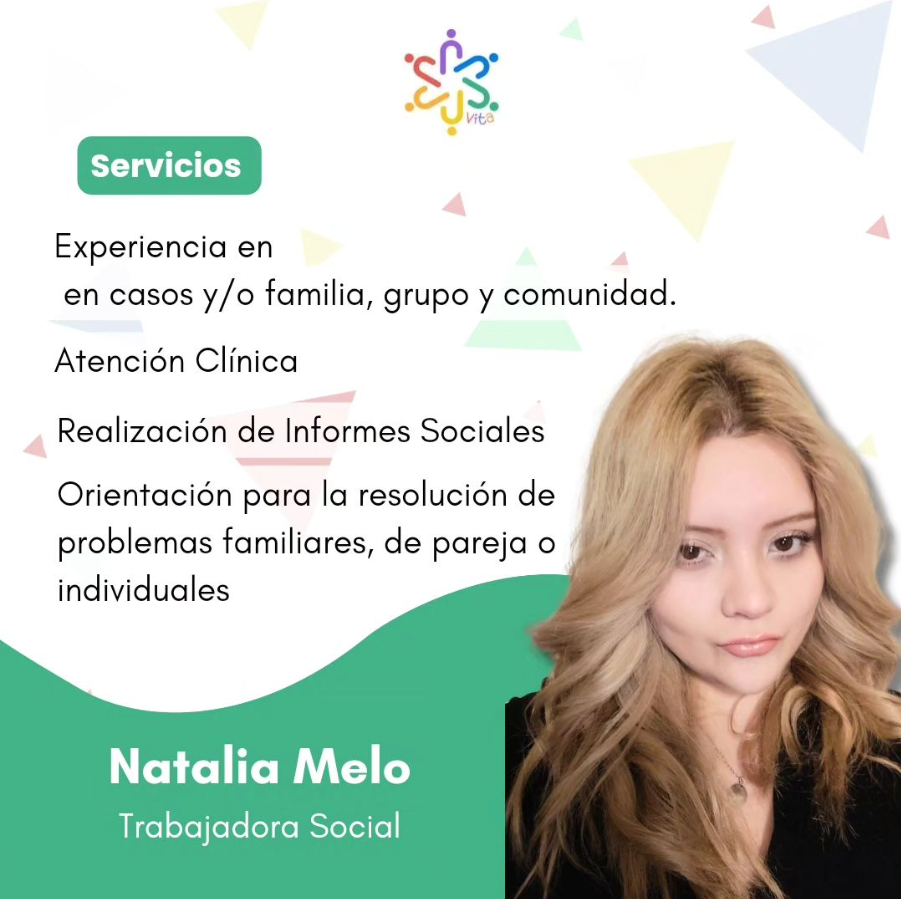 Vita
Servicios
Experiencia en
en casos y/o familia, grupo y comunidad.
Atención Clínica
Realización de Informes Sociales
Orientación para la resolución de
problemas familiares, de pareja o
individuales
Natalia Melo
Trabajadora Social